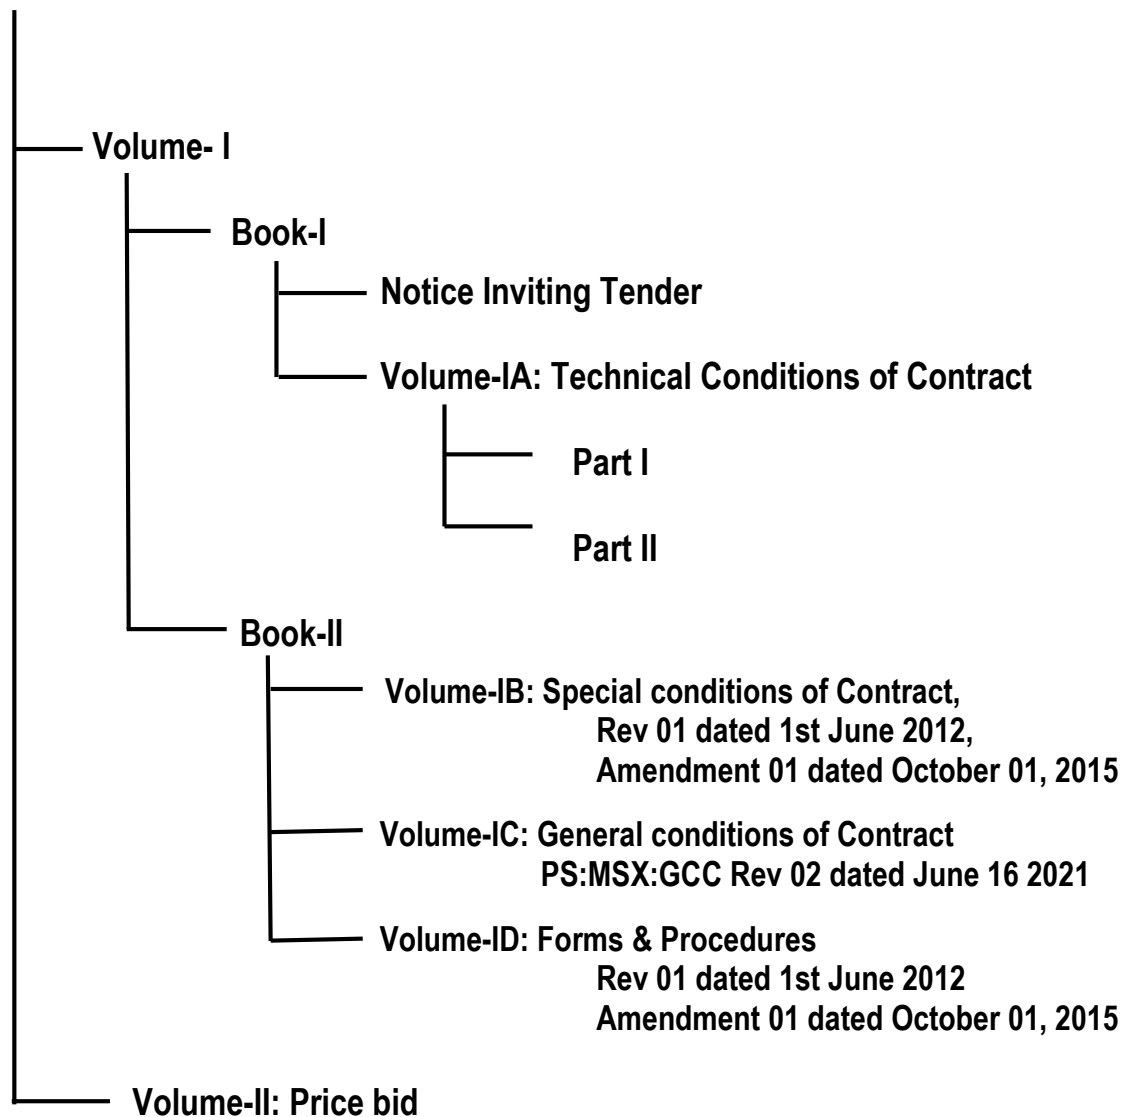 Volume- I
Book-I
Notice Inviting Tender
Volume-IA: Technical Conditions of Contract
Part I
Part II
Book-II
Volume-IB: Special conditions of Contract,
Rev 01 dated 1st June 2012,
Amendment 01 dated October 01, 2015
Volume-IC: General conditions of Contract
PS:MSX:GCC Rev 02 dated June 16 2021
Volume-ID: Forms & Procedures
Rev 01 dated 1st June 2012
Amendment 01 dated October 01, 2015
Volume-II: Price bid